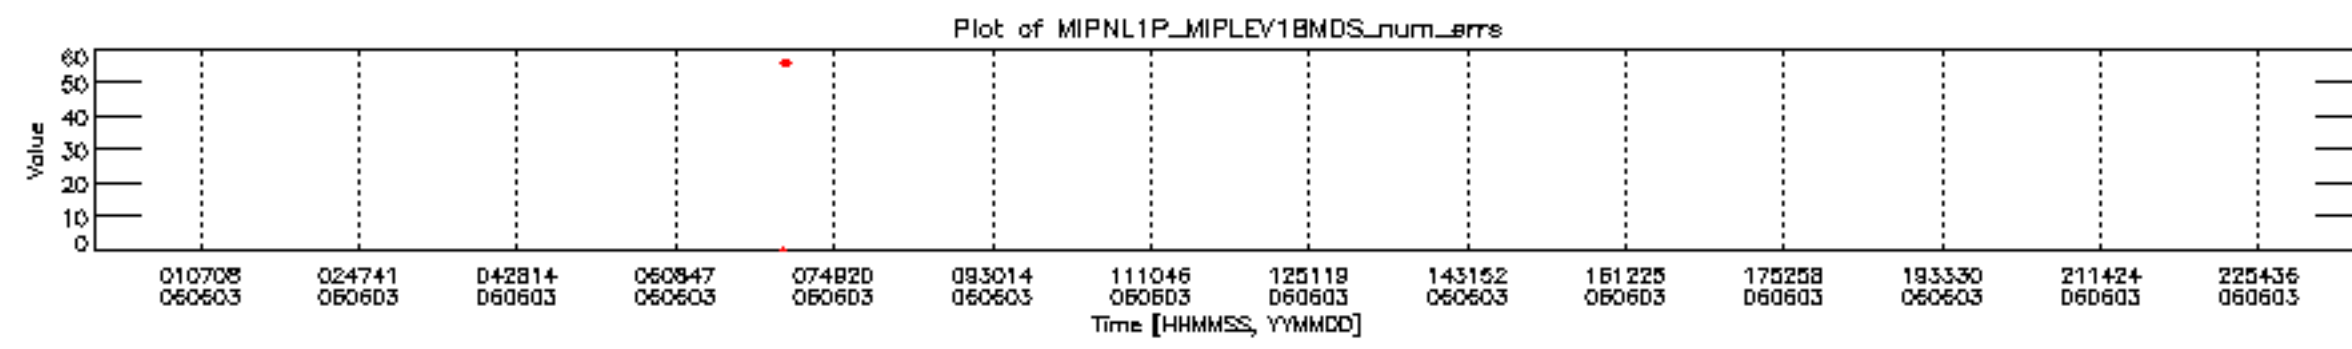 Plot of MIPNL1P_MIPLEV1BMDS_num_errs
60
50
40
30
20
10
0
Value
010708 024741 042814 060847 074920 093014 111046 125119 143152 161225 175258 193330 211424 225436
060603 060603 060603 060603 060603 060603 060603 060603 060603 060603 060603 060603 060603 060603
Time [HHMMSS, YYMMDD]